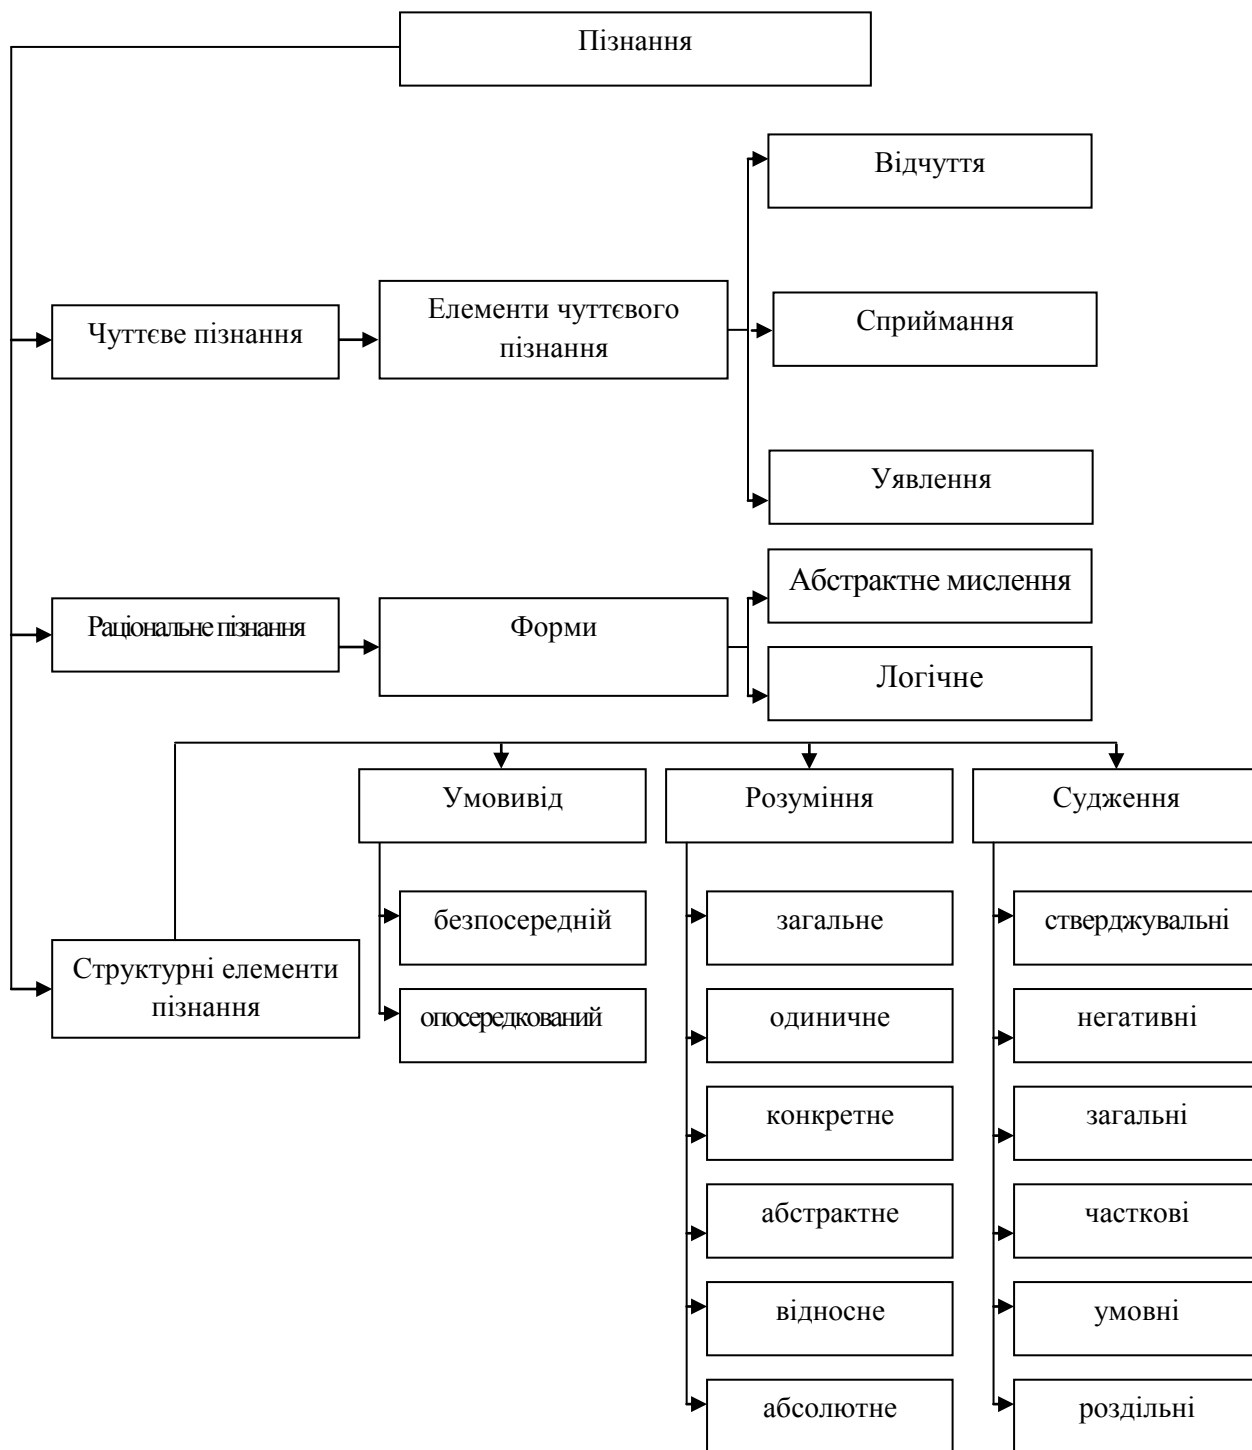 Пізнання
Відчуття
Чуттєве пізнання
Елементи чуттєвого
пізнання
Сприймання
Уявлення
Раціональне пізнання
Форми
Абстрактне мислення
Логічне
Умовивід
Розуміння
Судження
Структурні елементи
пізнання
безпосередній
опосередкований
загальне
одиничне
конкретне
абстрактне
відносне
абсолютне
стверджувальні
негативні
загальні
часткові
умовні
роздільні